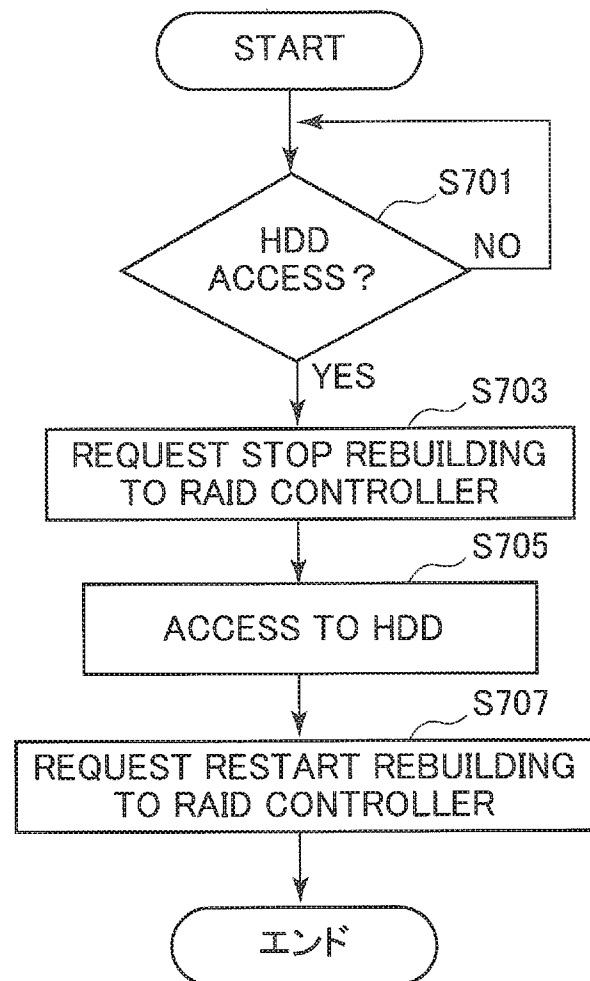 START
S701
HDD
ACCESS?
NO
YES
S703
REQUEST STOP REBUILDING
TO RAID CONTROLLER
S705
ACCESS TO HDD
S707
REQUEST RESTART REBUILDING
TO RAID CONTROLLER
エンド